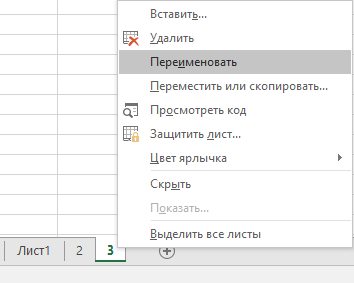 Вставить...
Удалить
Переименовать
Переместить или скопировать...
Просмотреть код
Защитить лист...
Цвет ярлычка
Скрыть
Показать...
Выделить все листы
Лист1 2 3